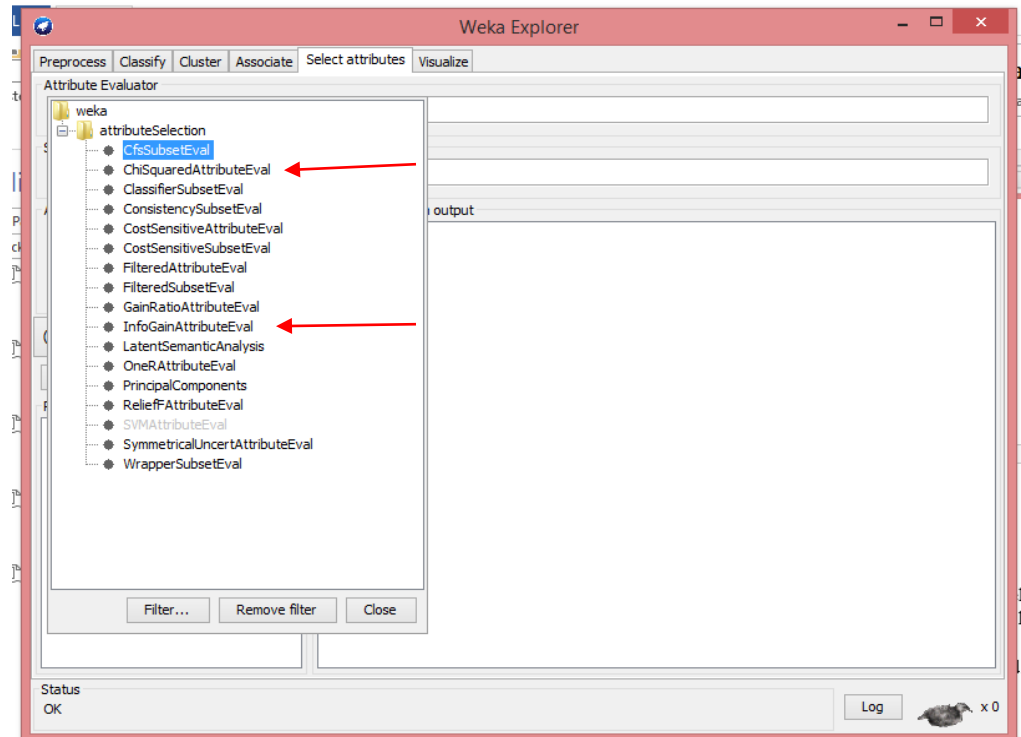 Weka Explorer
Preprocess Classify Cluster Associate Select attributes Visualize
Attribute Evaluator
weka
attributeSelection
CfsSubsetEval
ChiSquaredAttributeEval
ClassifierSubsetEval
ConsistencySubsetEval
output
CostSensitiveAttributeEval
CostSensitiveSubsetEval
FilteredAttributeEval
FilteredSubsetEval
GainRatioAttributeEval
InfoGainAttributeEval
LatentSemanticAnalysis
OneRAttributeEval
PrincipalComponents
ReliefFAttributeEval
SVMAttributeEval
SymmetricalUncertAttributeEval
WrapperSubsetEval
Filter... Remove filter Close
Status
OK
Log x 0